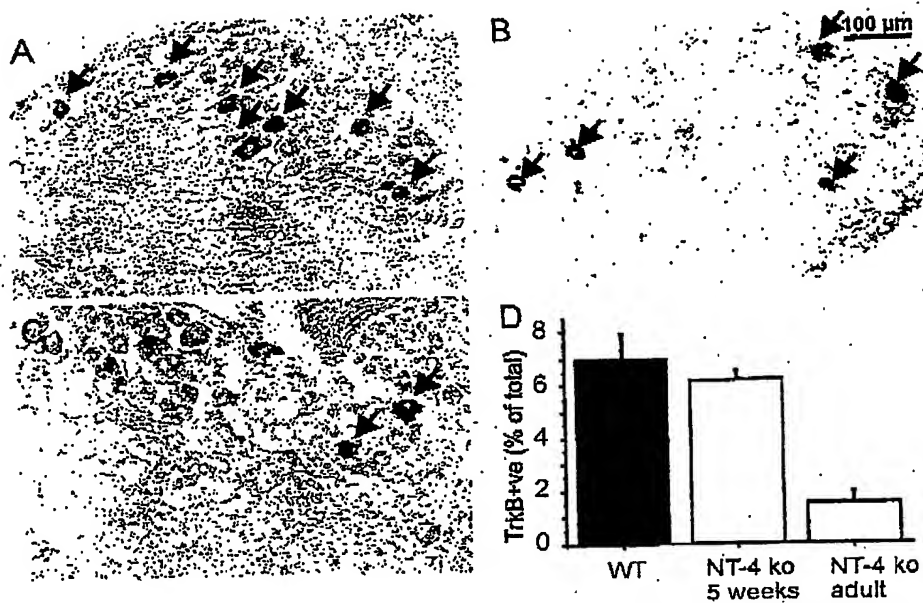 A
B
100 µm
D
8
6
4
2
0
TrkB+ve (% of total)
WT
NT-4 ko
5 weeks
NT-4 ko
adult